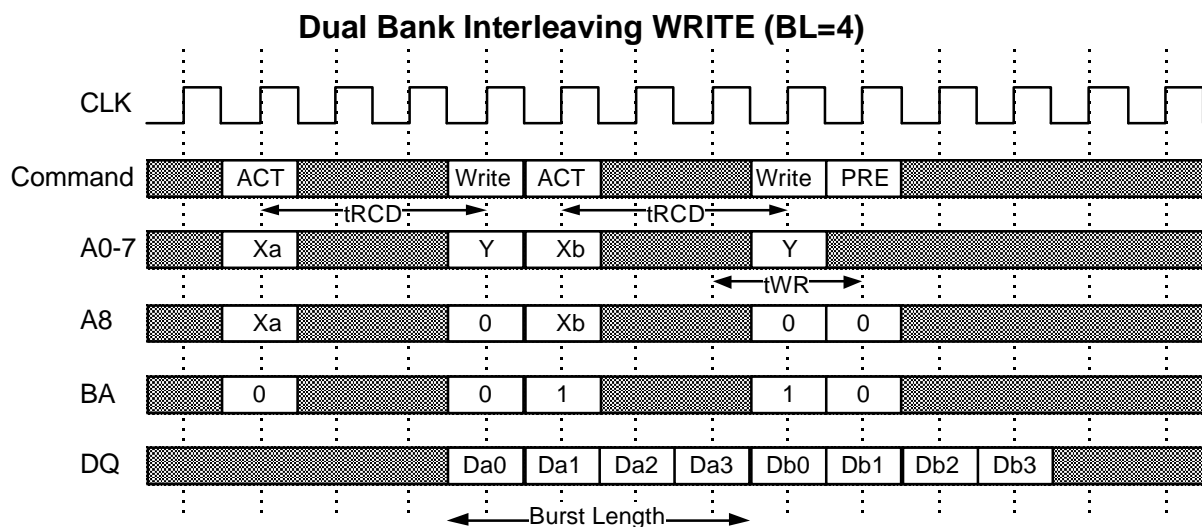 Dual Bank Interleaving WRITE (BL=4)
CLK
Command ACT Write ACT Write PRE
tRCD tRCD
A0-7 Xa Y Xb Y
tWR
A8 Xa 0 Xb 0 0
BA 0 0 1 1 0
DQ Da0 Da1 Da2 Da3 Db0 Db1 Db2 Db3
Burst Length